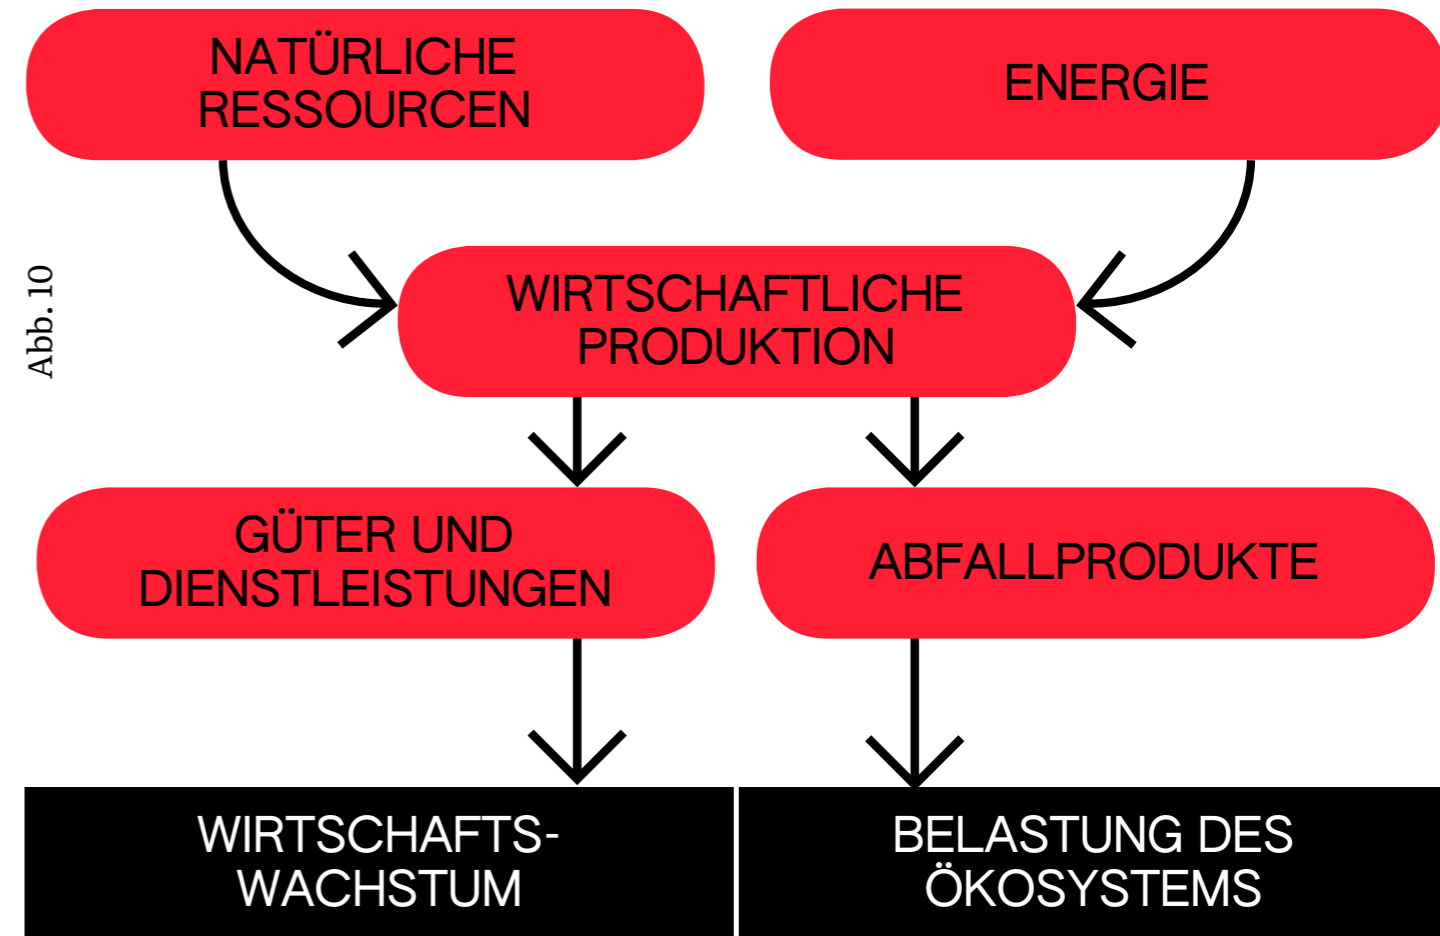 NATÜRLICHE
RESSOURCEN
ENERGIE
Abb. 10
WIRTSCHAFTLICHE
PRODUKTION
GÜTER UND
DIENSTLEISTUNGEN
ABFALLPRODUKTE
WIRTSCHAFTS-
WACHSTUM
BELASTUNG DES
ÖKOSYSTEMS